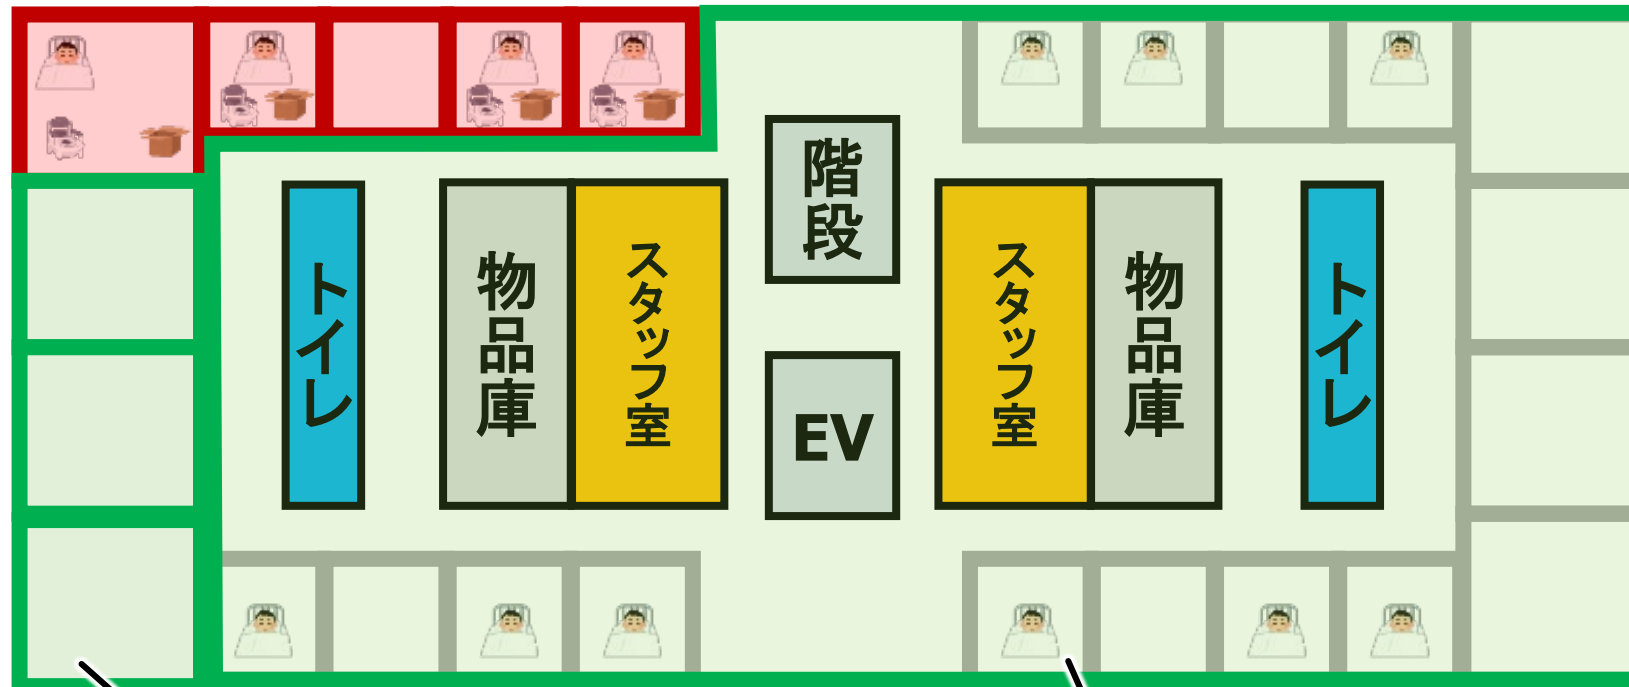 トイレ
物品庫
スタッフ室
階段
EV
スタッフ室
物品庫
トイレ